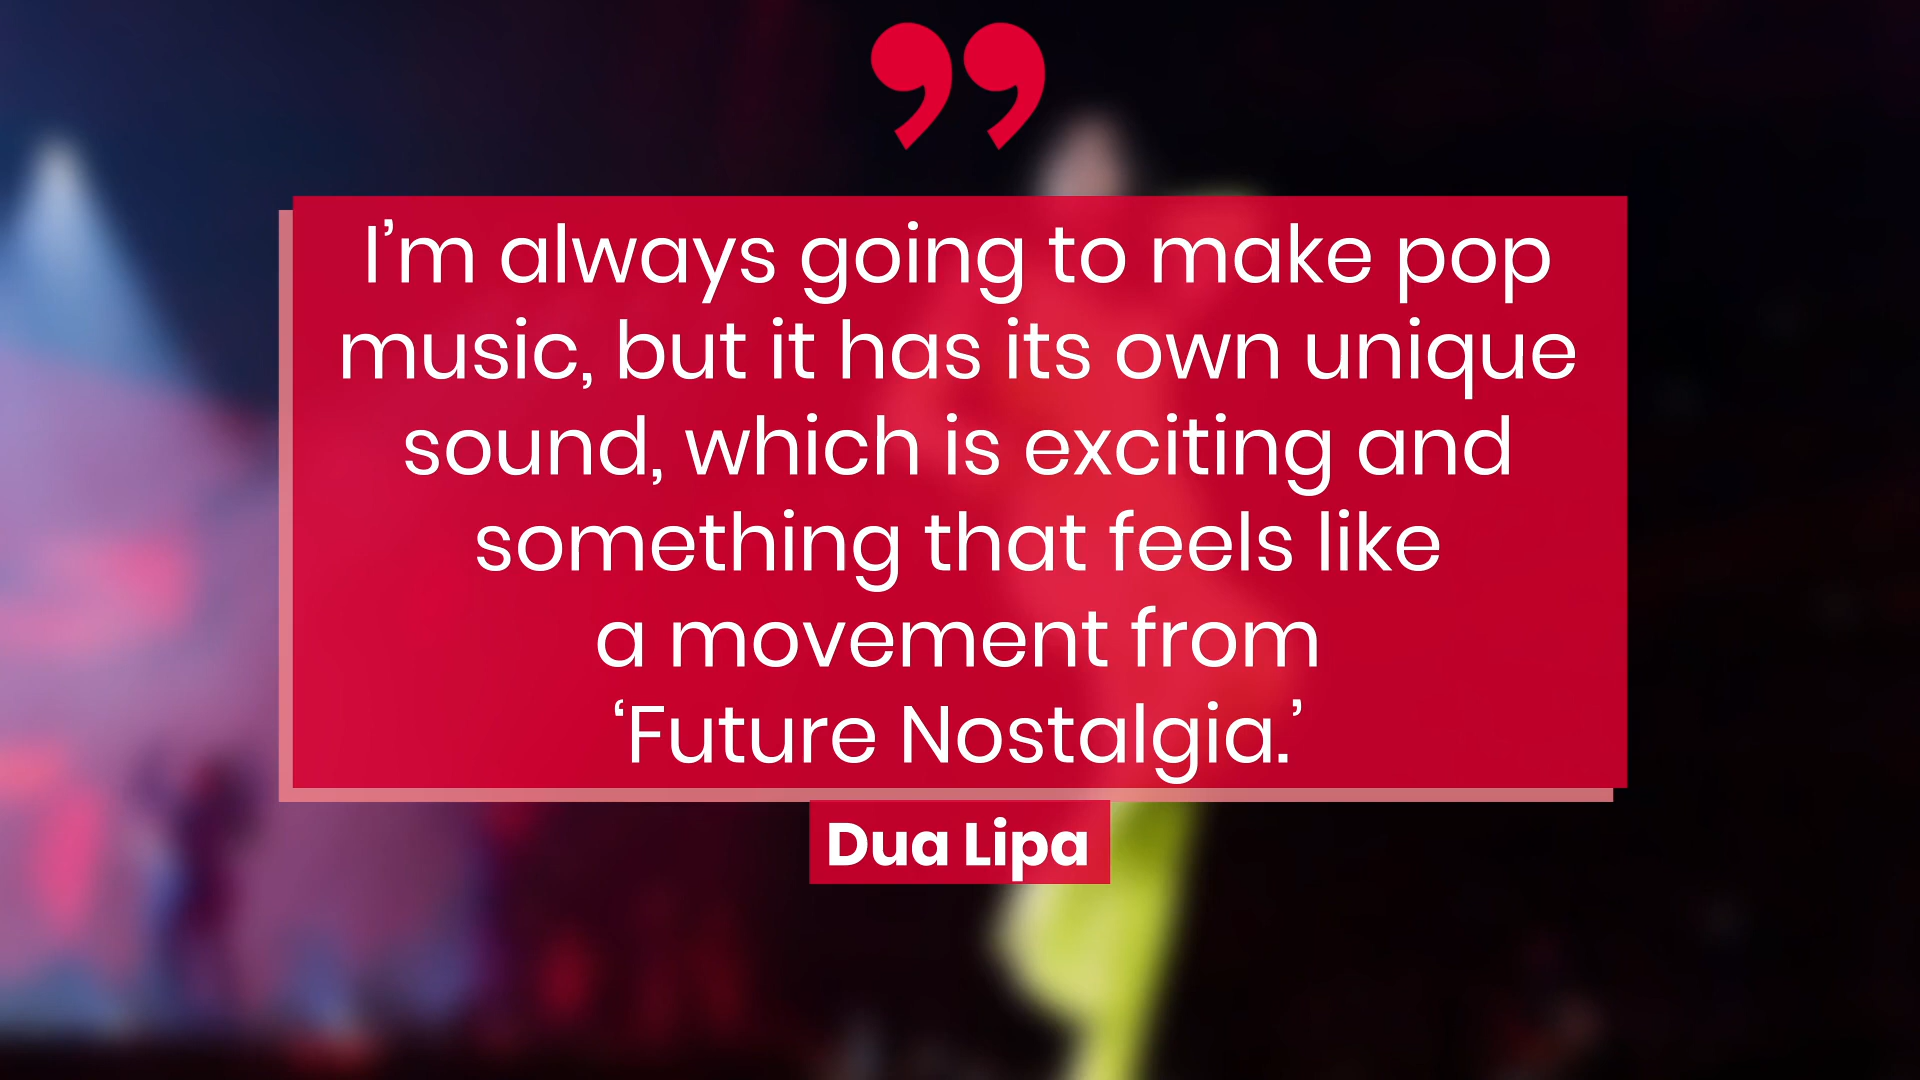 ”
I’m always going to make pop
music, but it has its own unique
sound, which is exciting and
something that feels like
a movement from
‘Future Nostalgia.’
Dua Lipa